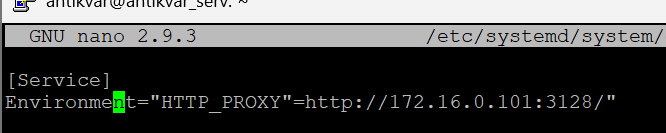 antikvar@antikvar_serv: ~
GNU nano 2.9.3 /etc/systemd/system/
[Service]
Environment="HTTP_PROXY"=http://172.16.0.101:3128/"